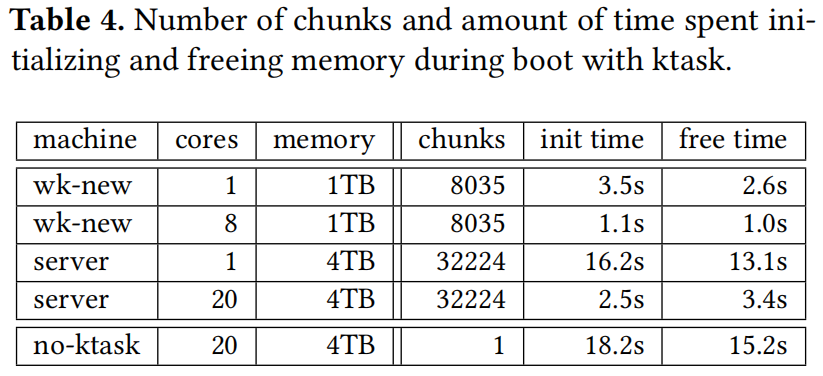 Table 4. Number of chunks and amount of time spent ini-
tializing and freeing memory during boot with ktask.
machine cores memory chunks init time free time
wk-new 1 1TB 8035 3.5s 2.6s
wk-new 8 1TB 8035 1.1s 1.0s
server 1 4TB 32224 16.2s 13.1s
server 20 4TB 32224 2.5s 3.4s
no-ktask 20 4TB 1 18.2s 15.2s